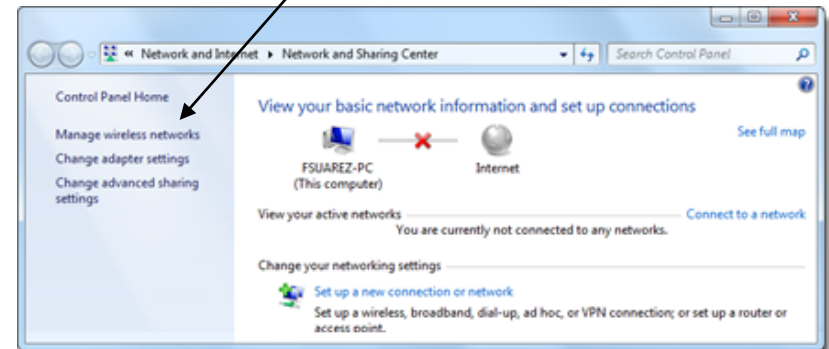 « Network and Internet ▸ Network and Sharing Center
Search Control Panel
Control Panel Home
Manage wireless networks
Change adapter settings
Change advanced sharing
settings
View your basic network information and set up connections
See full map
FSUAREZ-PC
(This computer)
Internet
View your active networks
Connect to a network
You are currently not connected to any networks.
Change your networking settings
Set up a new connection or network
Set up a wireless, broadband, dial-up, ad hoc, or VPN connection; or set up a router or
access point.